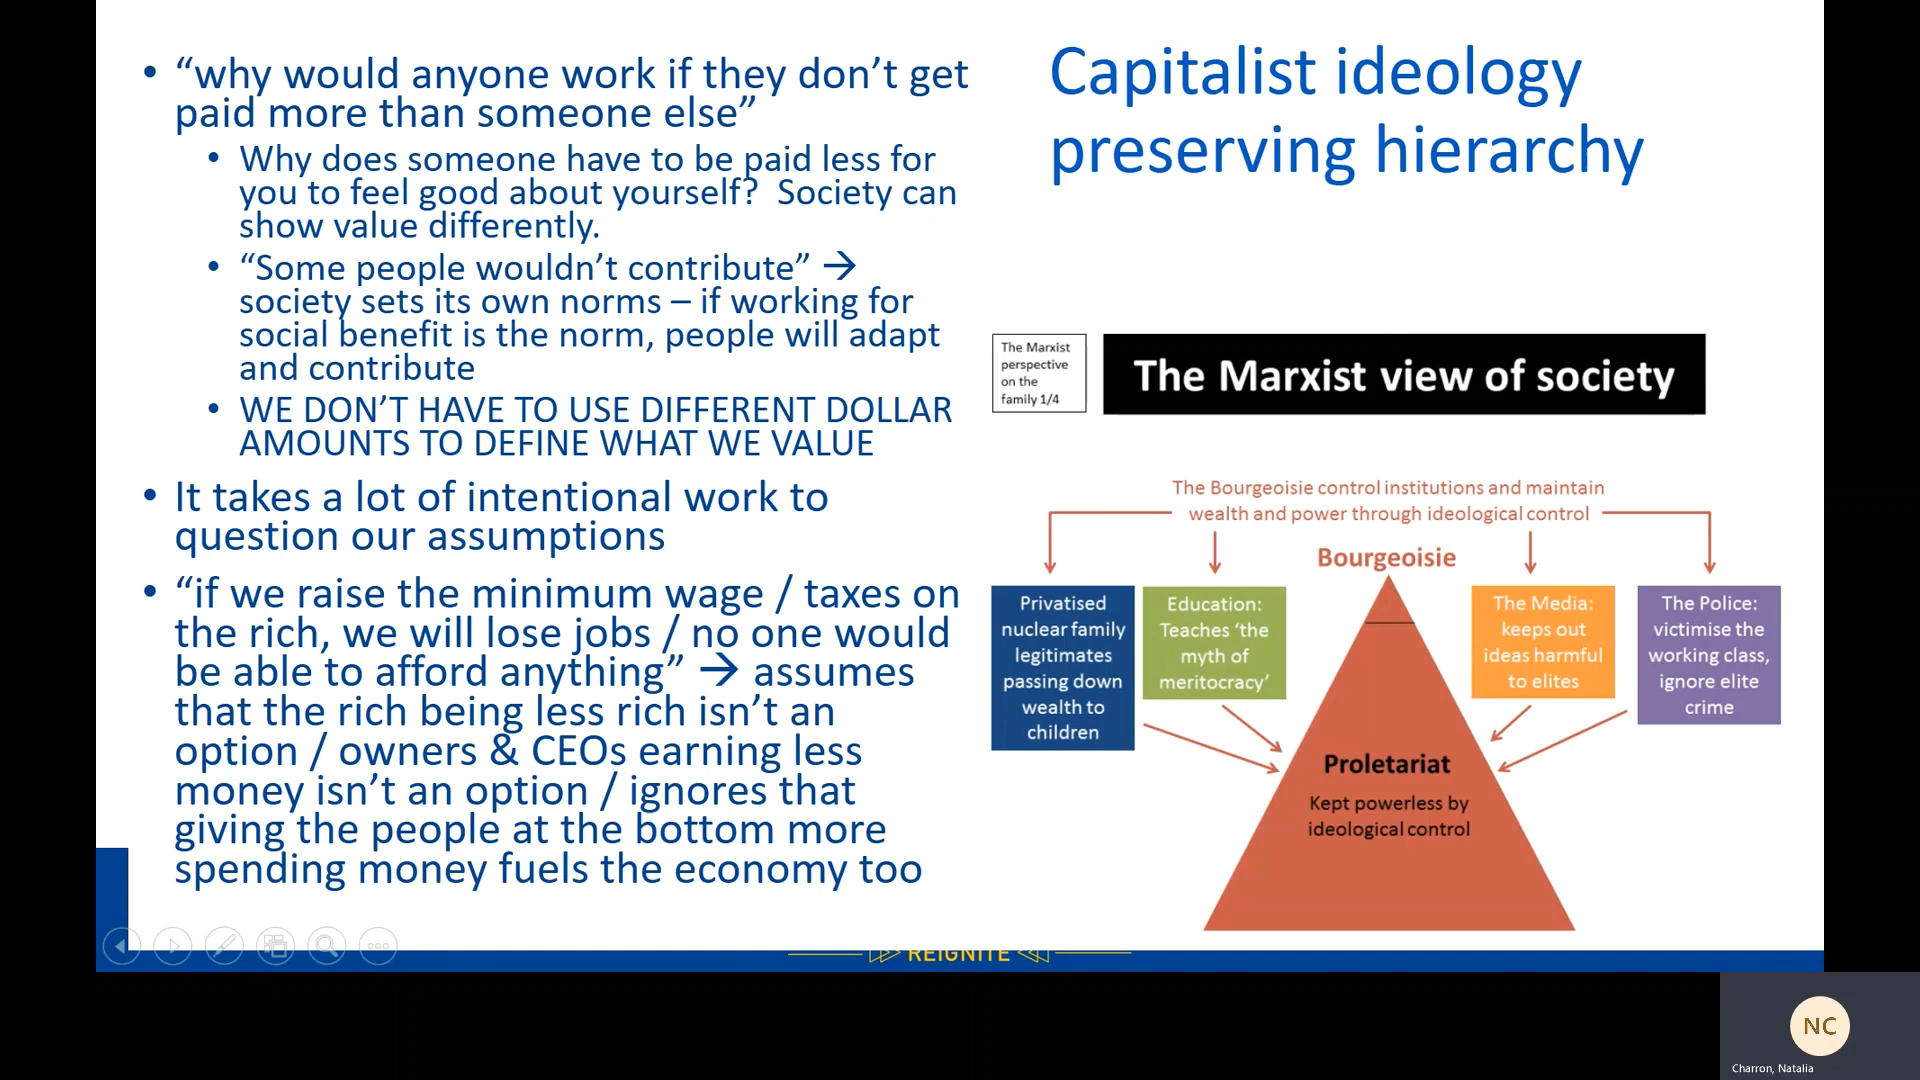 • “why would anyone work if they don’t get
paid more than someone else”
• Why does someone have to be paid less for
you to feel good about yourself?  Society can
show value differently.
• “Some people wouldn’t contribute” →
society sets its own norms – if working for
social benefit is the norm, people will adapt
and contribute
• WE DON’T HAVE TO USE DIFFERENT DOLLAR
AMOUNTS TO DEFINE WHAT WE VALUE
• It takes a lot of intentional work to
question our assumptions
• “if we raise the minimum wage / taxes on
the rich, we will lose jobs / no one would
be able to afford anything” → assumes
that the rich being less rich isn’t an
option / owners & CEOs earning less
money isn’t an option / ignores that
giving the people at the bottom more
spending money fuels the economy too
Capitalist ideology
preserving hierarchy
The Marxist
perspective
on the
family 1/4
The Marxist view of society
The Bourgeoisie control institutions and maintain
wealth and power through ideological control
Bourgeoisie
Privatised
nuclear family
legitimates
passing down
wealth to
children
Education:
Teaches ‘the
myth of
meritocracy’
The Media:
keeps out
ideas harmful
to elites
The Police:
victimise the
working class,
ignore elite
crime
Proletariat
Kept powerless by
ideological control
REIGNITE
NC
Charron, Natalia